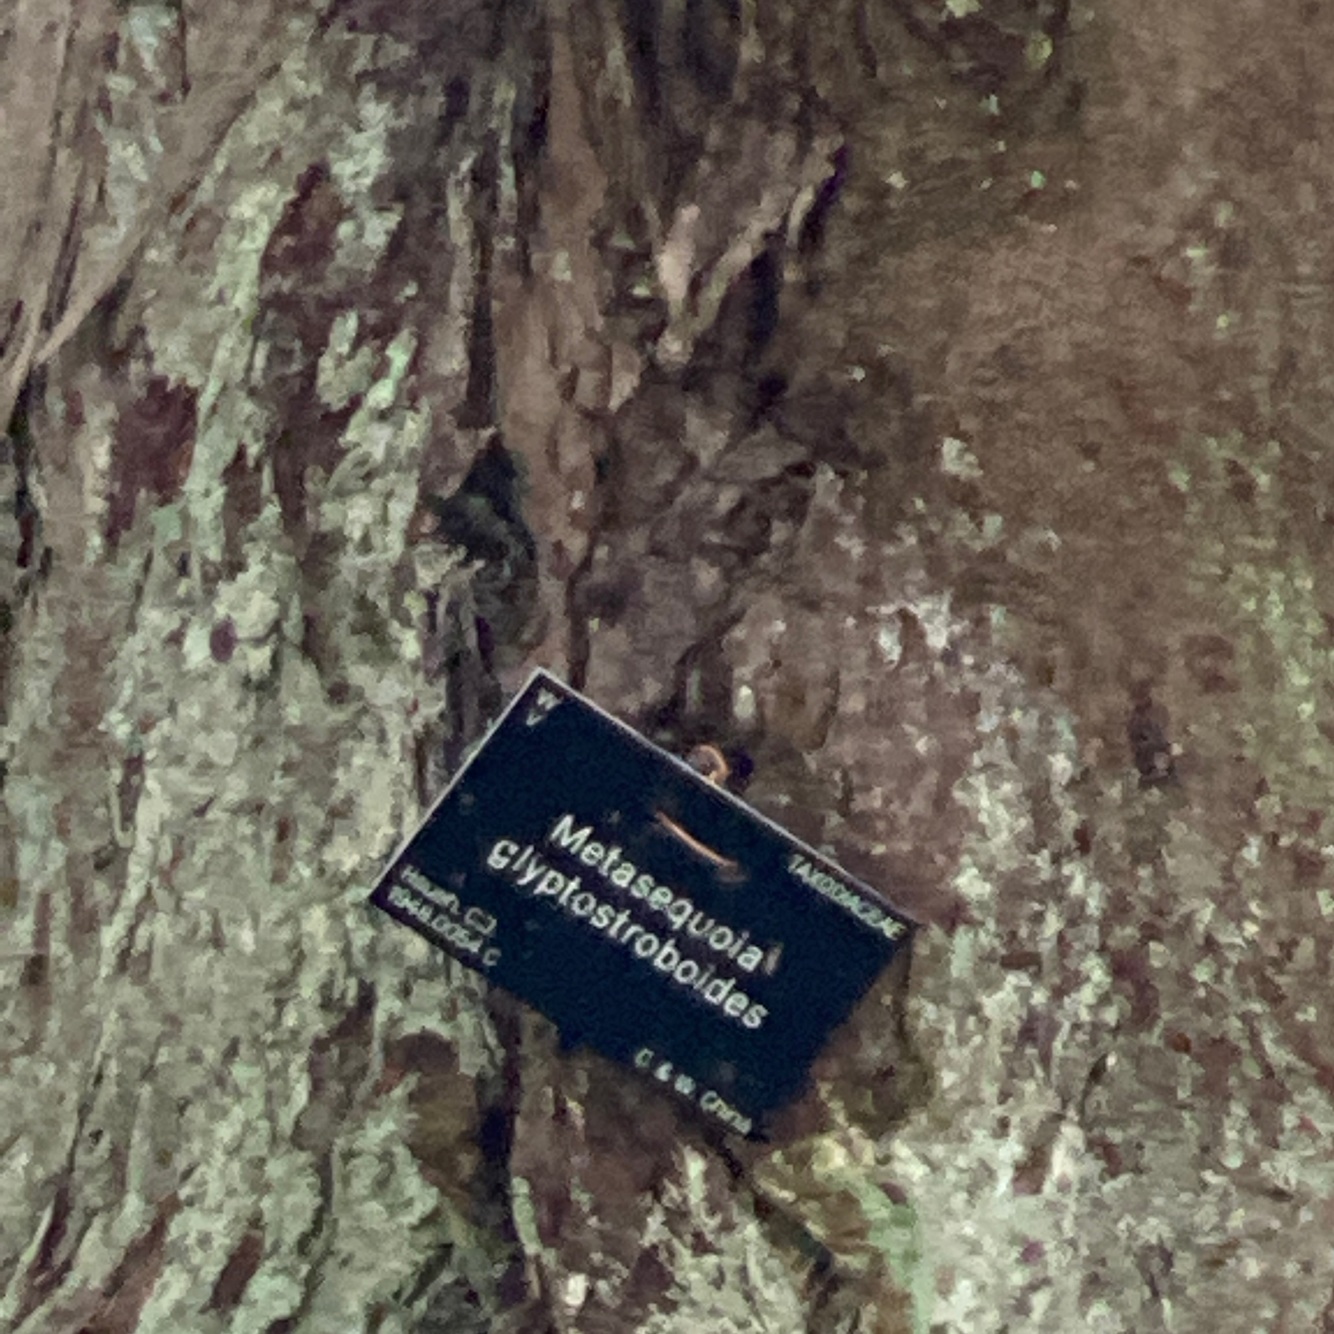 W
V
TAXODIACEAE
Metasequoia
glyptostroboides
C & W China